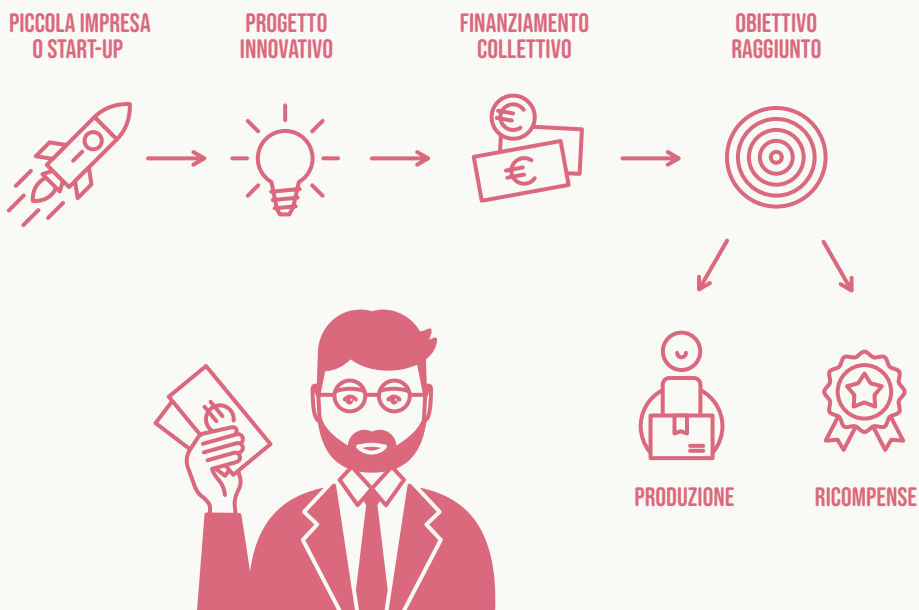 PICCOLA IMPRESA
O START-UP
PROGETTO
INNOVATIVO
FINANZIAMENTO
COLLETTIVO
OBIETTIVO
RAGGIUNTO
€
€
€
PRODUZIONE
RICOMPENSE